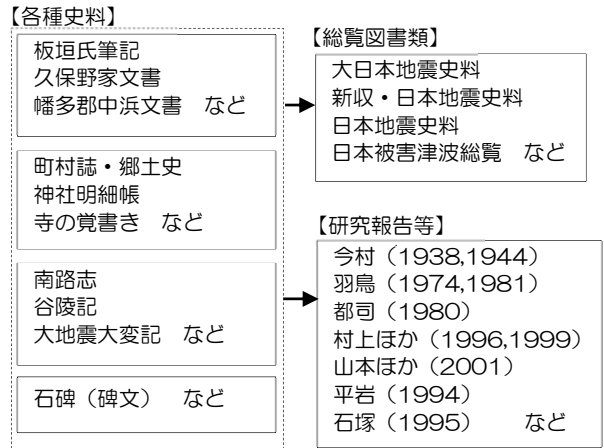 【各種史料】
板垣氏筆記
久保野家文書
幡多郡中浜文書　など
町村誌・郷土史
神社明細帳
寺の覚書き　など
南路志
谷陵記
大地震大変記　など
石碑（碑文）　など
【総覧図書類】
大日本地震史料
新収・日本地震史料
日本地震史料
日本被害津波総覧　など
【研究報告等】
今村（1938,1944）
羽鳥（1974,1981）
都司（1980）
村上ほか（1996,1999）
山本ほか（2001）
平岩（1994）
石塚（1995）　　など